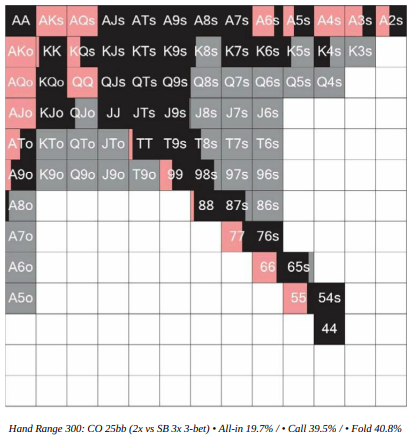 AA AKs AQs AJs ATs A9s A8s A7s A6s A5s A4s A3s A2s
AKo KK KQs KJs KTs K9s K8s K7s K6s K5s K4s K3s
AQo KQo QQ QJs QTs Q9s Q8s Q7s Q6s Q5s Q4s
AJo KJo QJo JJ JTs J9s J8s J7s J6s
ATo KTo QTo JTo TT T9s T8s T7s T6s
A9o K9o Q9o J9o T9o 99 98s 97s 96s
A8o 88 87s 86s
A7o 77 76s
A6o 66 65s
A5o 55 54s
44
Hand Range 300: CO 25bb (2x vs SB 3x 3-bet) • All-in 19.7% / • Call 39.5% / • Fold 40.8%